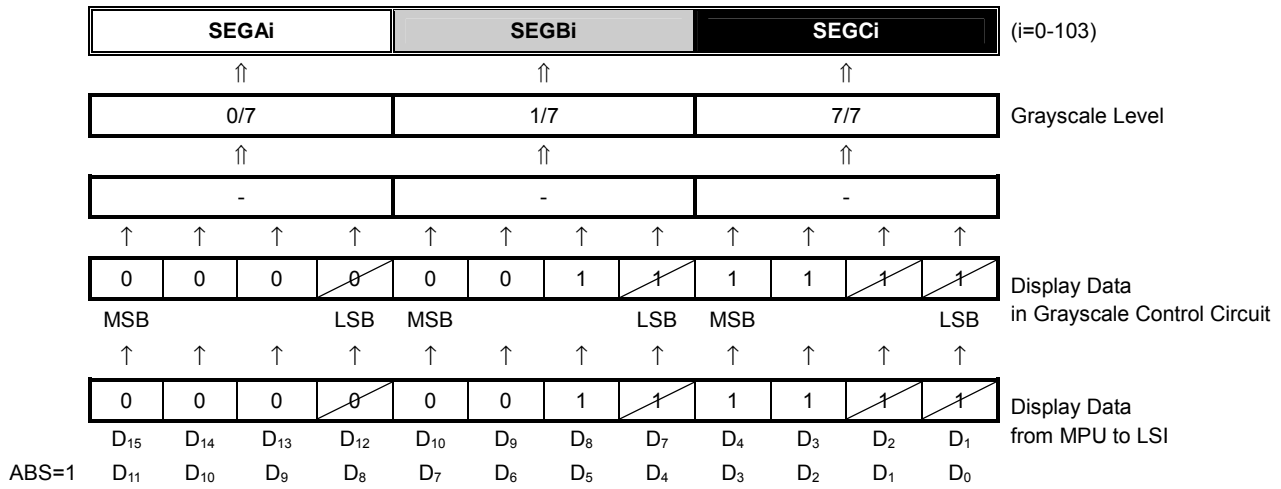 SEGAi SEGBi SEGCi (i=0-103)
⇑ ⇑ ⇑
0/7 1/7 7/7 Grayscale Level
⇑ ⇑ ⇑
- - -
↑ ↑ ↑ ↑ ↑ ↑ ↑ ↑ ↑ ↑ ↑ ↑
0 0 0 0 0 0 1 1 1 1 1 1 Display Data
in Grayscale Control Circuit
MSB LSB MSB LSB MSB LSB
↑ ↑ ↑ ↑ ↑ ↑ ↑ ↑ ↑ ↑ ↑ ↑
0 0 0 0 0 0 1 1 1 1 1 1 Display Data
from MPU to LSI
D15 D14 D13 D12 D10 D9 D8 D7 D4 D3 D2 D1
ABS=1 D11 D10 D9 D8 D7 D6 D5 D4 D3 D2 D1 D0